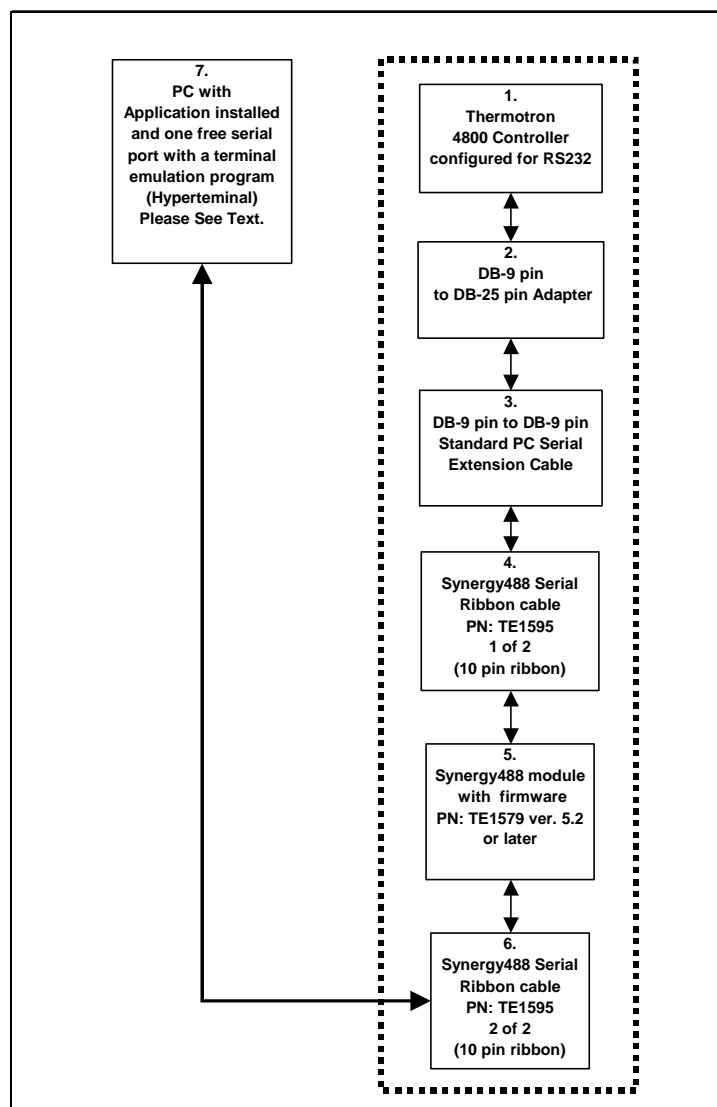 7.
PC with
Application installed
and one free serial
port with a terminal
emulation program
(Hyperteminal)
Please See Text.
1.
Thermotron
4800 Controller
configured for RS232
2.
DB-9 pin
to DB-25 pin Adapter
3.
DB-9 pin to DB-9 pin
Standard PC Serial
Extension Cable
4.
Synergy488 Serial
Ribbon cable
PN: TE1595
1 of 2
(10 pin ribbon)
5.
Synergy488 module
with firmware
PN: TE1579 ver. 5.2
or later
6.
Synergy488 Serial
Ribbon cable
PN: TE1595
2 of 2
(10 pin ribbon)